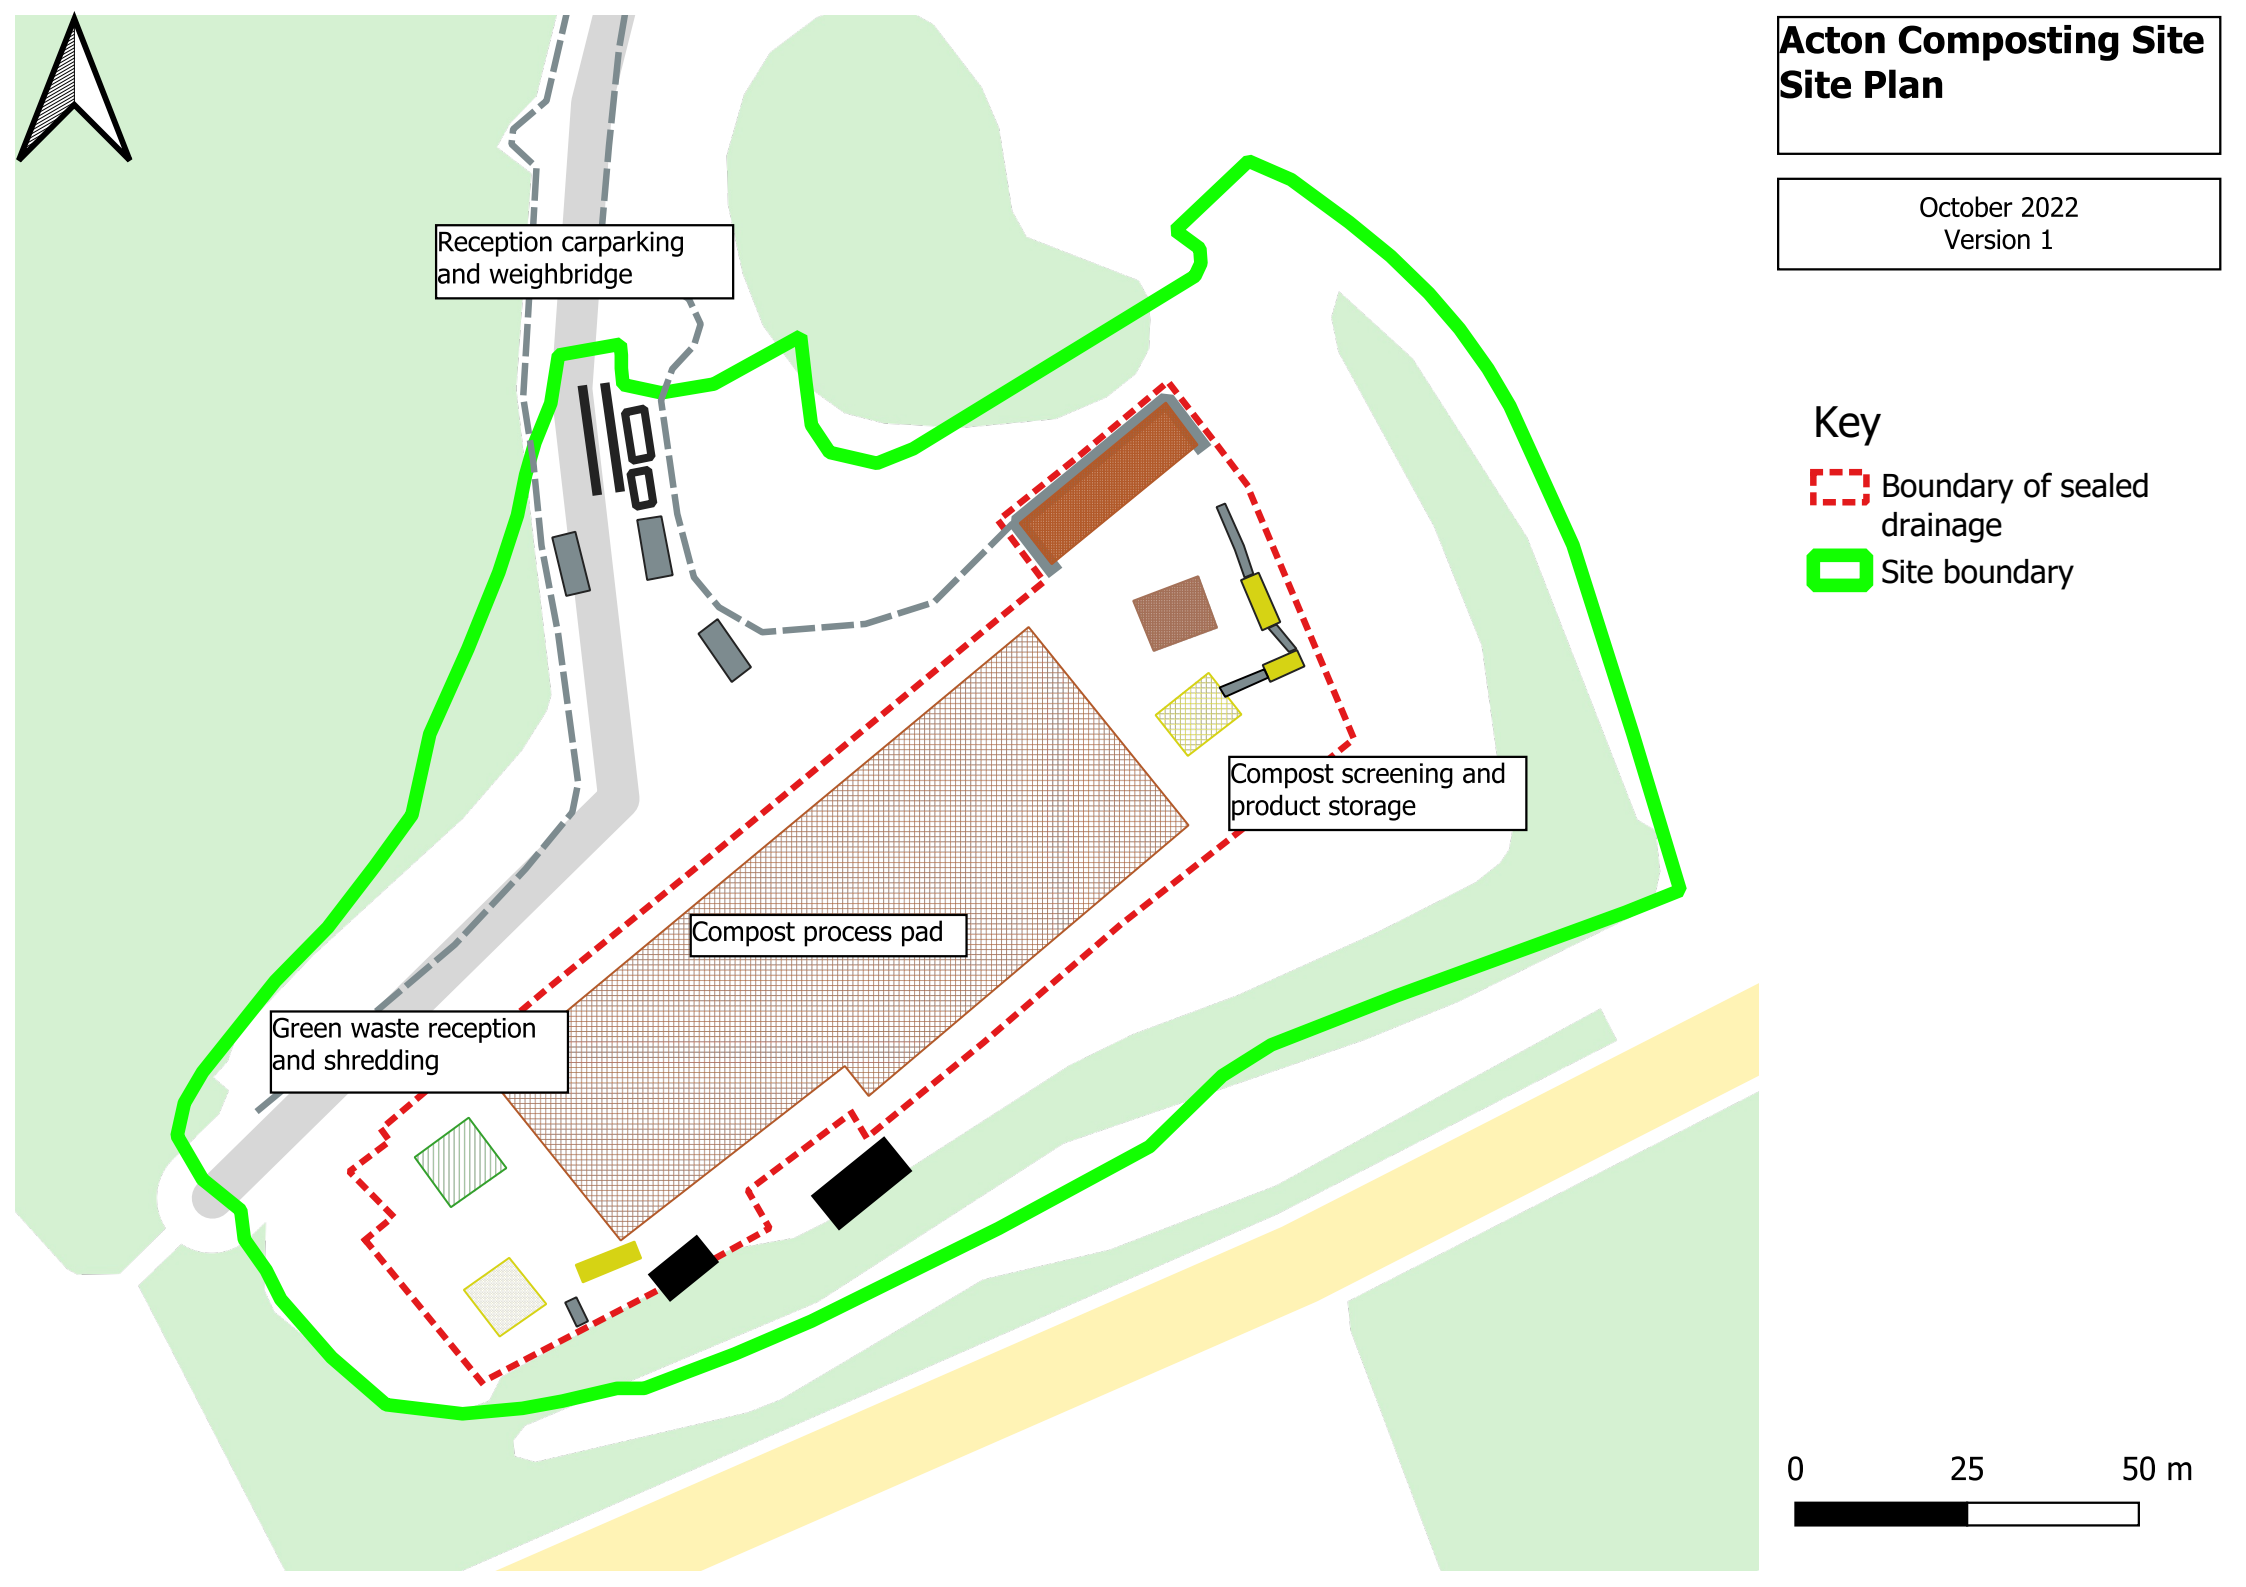 Acton Composting Site
Site Plan
October 2022
Version 1
Reception carparking
and weighbridge
Key
Boundary of sealed
drainage
Site boundary
Compost screening and
product storage
Compost process pad
Green waste reception
and shredding
0 25 50 m